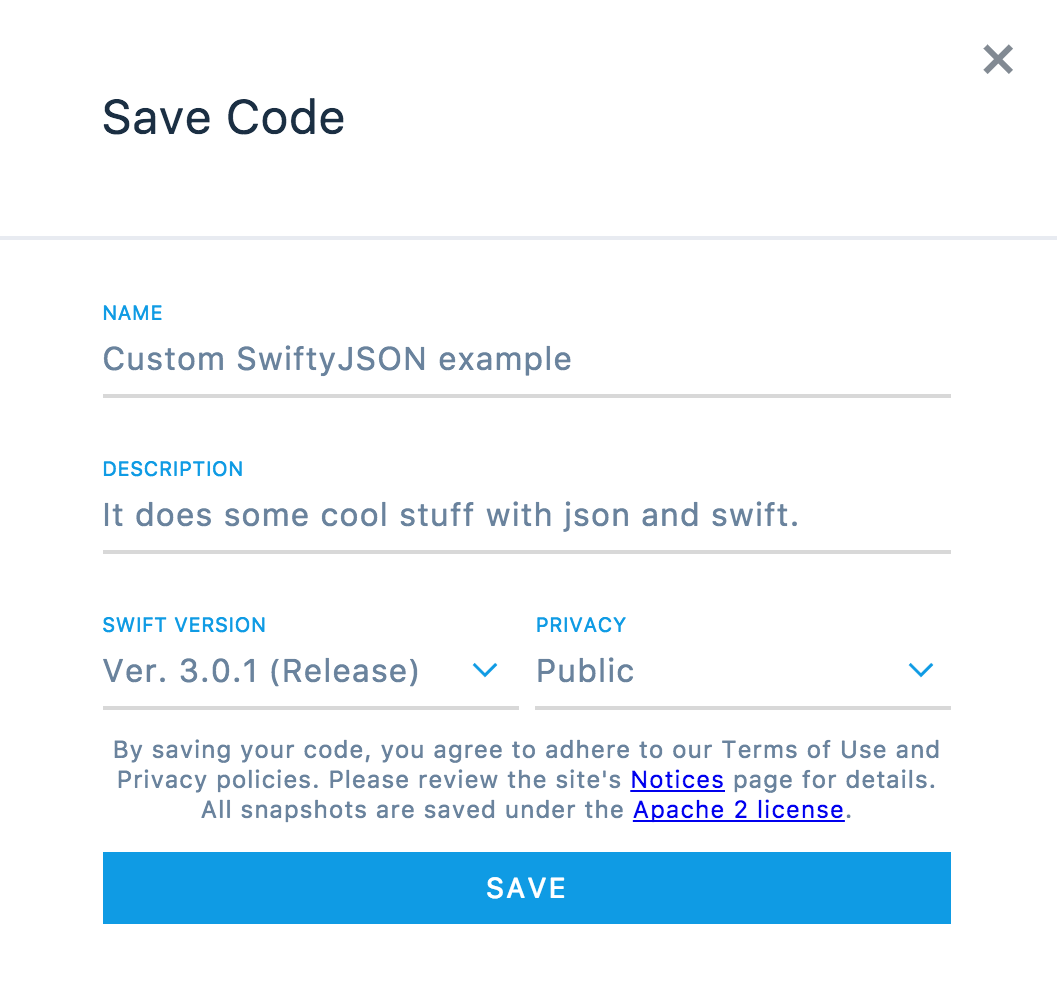 Save Code
NAME
Custom SwiftyJSON example
DESCRIPTION
It does some cool stuff with json and swift.
SWIFT VERSION
Ver. 3.0.1 (Release)
PRIVACY
Public
By saving your code, you agree to adhere to our Terms of Use and
Privacy policies. Please review the site's Notices page for details.
All snapshots are saved under the Apache 2 license.
SAVE